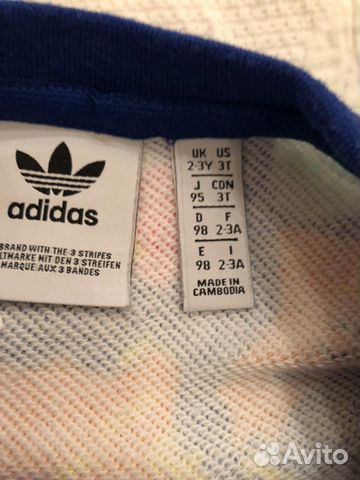 adidas
BRAND WITH THE 3 STRIPES
LTMARKE MIT DEN 3 STREIFEN
MARQUE AUX 3 BANDES
UK US
2-3Y 3T
J CON
95 3T
D F
98 2-3A
E I
98 2-3A
MADE IN
CAMBODIA
Avito